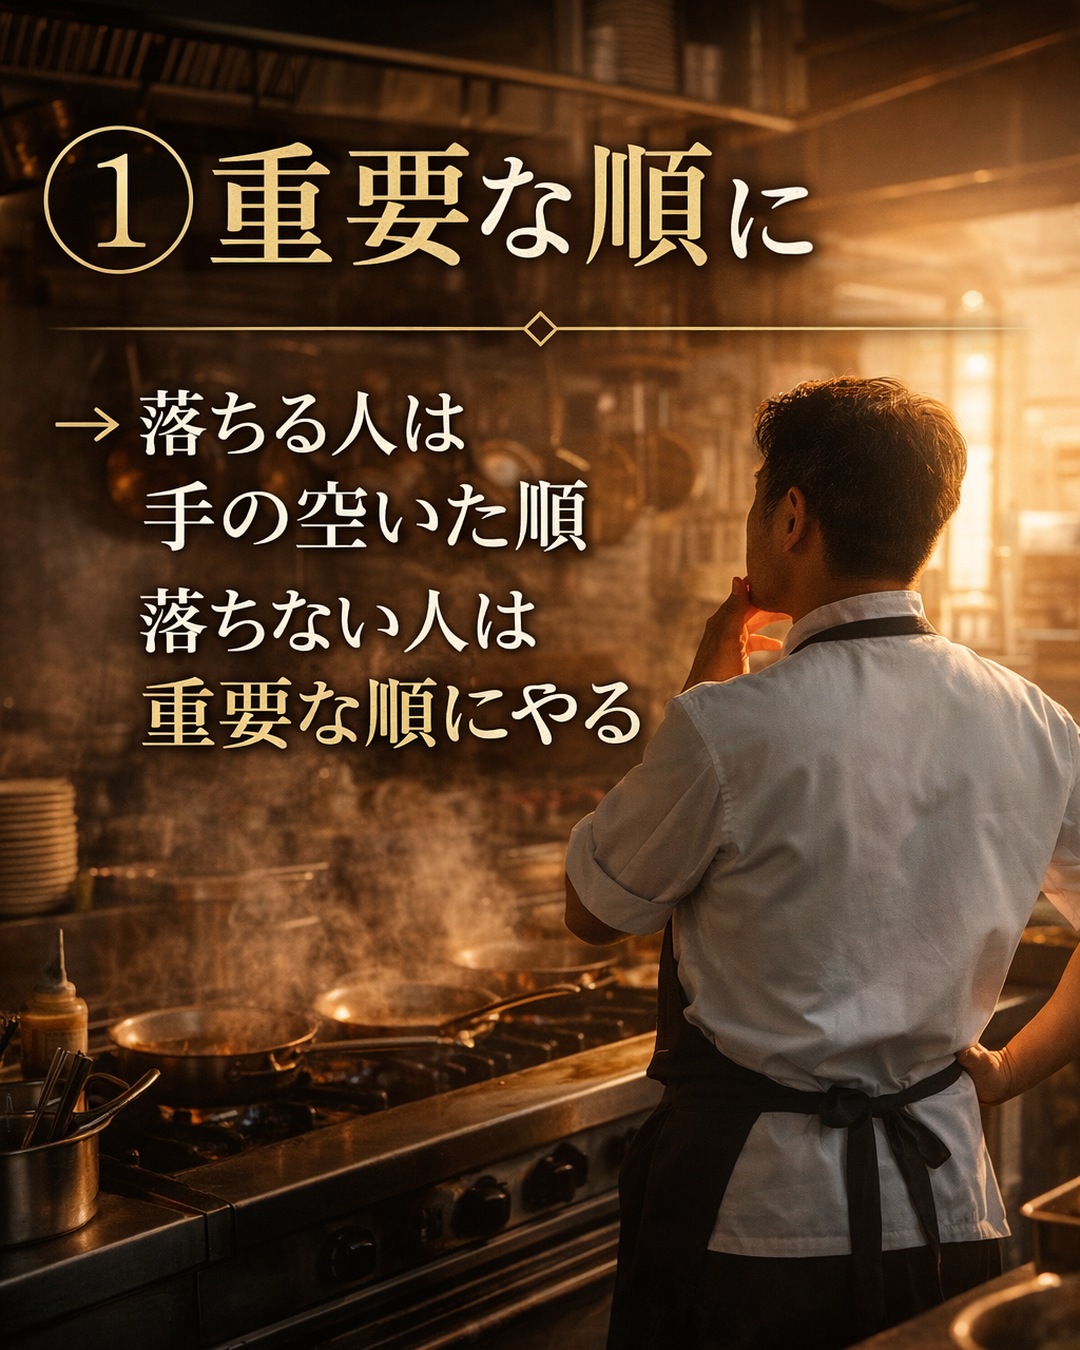 ① 重要な順に
→ 落ちる人は
手の空いた順
落ちない人は
重要な順にやる